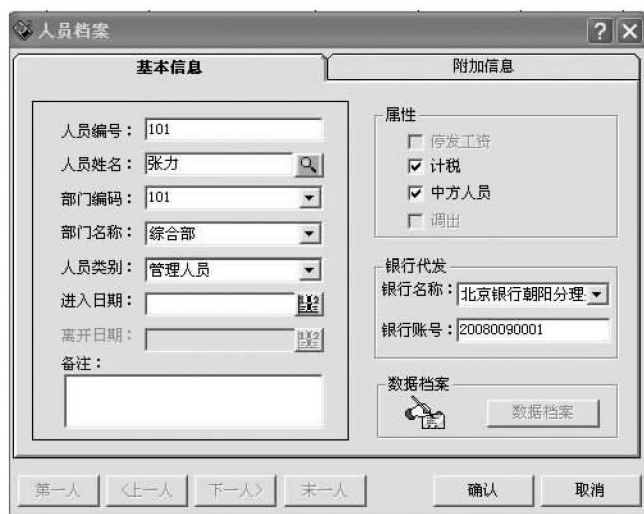 人员档案
基本信息
附加信息
人员编号：101
人员姓名：张力
部门编码：101
部门名称：综合部
人员类别：管理人员
进入日期：
离开日期：
备注：
属性
停发工资
计税
中方人员
调出
银行代发
银行名称：北京银行朝阳分理
银行账号：20080090001
数据档案
数据档案
第一人
<上一人
下一人>
末一人
确认
取消